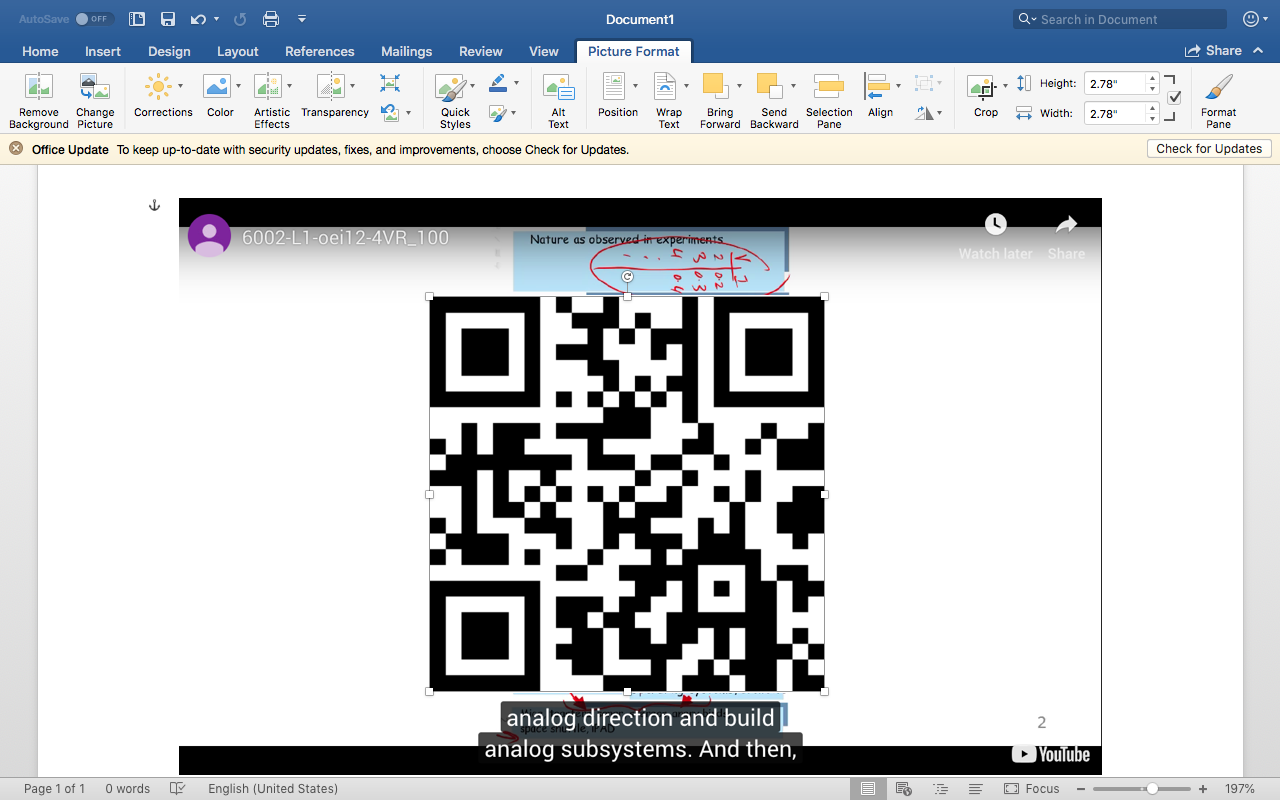 AutoSave OFF
Document1
Search in Document
Home Insert Design Layout References Mailings Review View Picture Format
Share
Remove Background
Change Picture
Corrections
Color
Artistic Effects
Transparency
Quick Styles
Alt Text
Position
Wrap Text
Bring Forward
Send Backward
Selection Pane
Align
Crop
Height: 2.78"
Width: 2.78"
Format Pane
Office Update To keep up-to-date with security updates, fixes, and improvements, choose Check for Updates.
Check for Updates
6002-L1-oei12-4VR_100
Watch later
Share
Nature as observed in experiments
analog direction and build
analog subsystems. And then,
2
YouTube
Page 1 of 1 0 words English (United States) Focus 197%